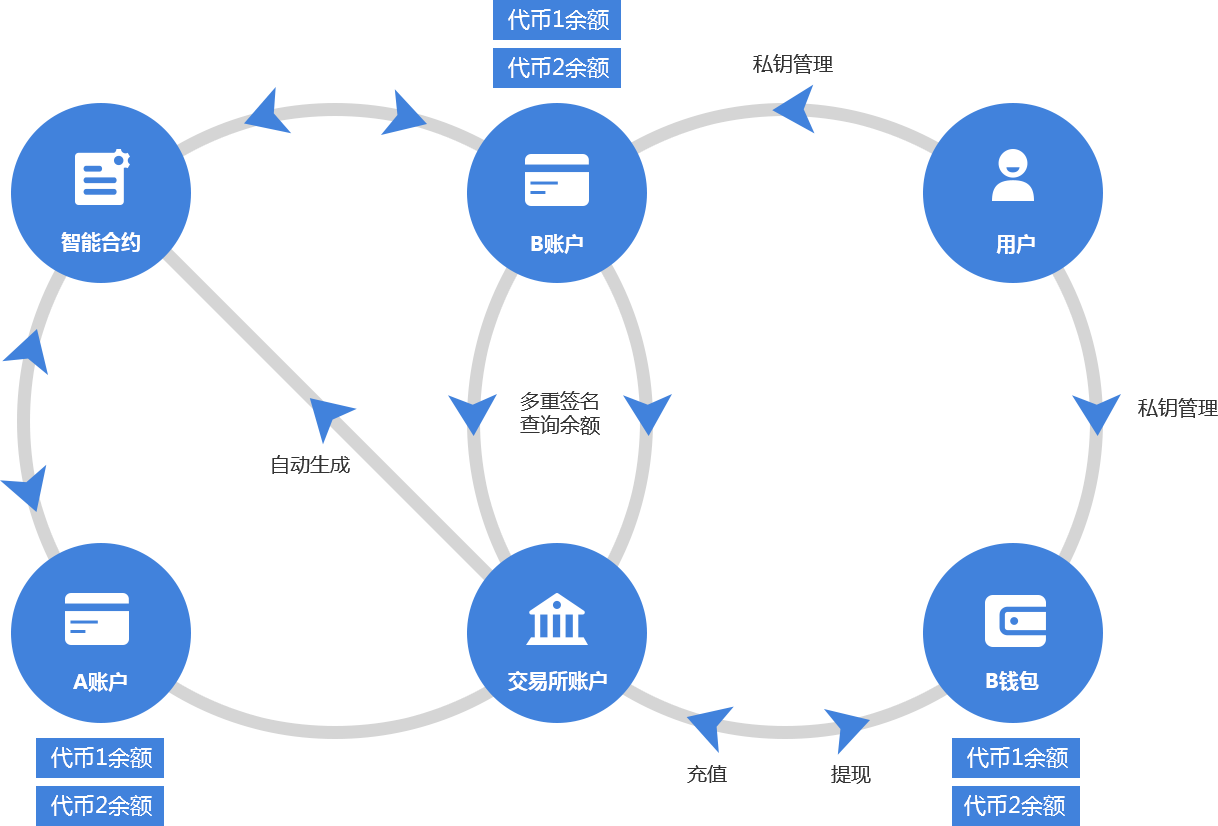 代币1余额
代币2余额
私钥管理
智能合约
B账户
用户
多重签名
查询余额
私钥管理
自动生成
A账户
交易所账户
B钱包
代币1余额
代币2余额
充值
提现
代币1余额
代币2余额